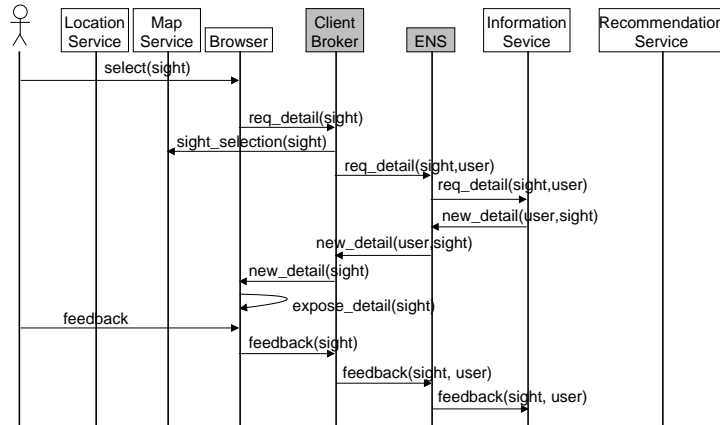 Location
Service
Map
Service
Browser
Client
Broker
ENS
Information
Sevice
Recommendation
Service
select(sight)
req_detail(sight)
sight_selection(sight)
req_detail(sight,user)
req_detail(sight,user)
new_detail(user,sight)
new_detail(user,sight)
new_detail(sight)
expose_detail(sight)
feedback
feedback(sight)
feedback(sight, user)
feedback(sight, user)